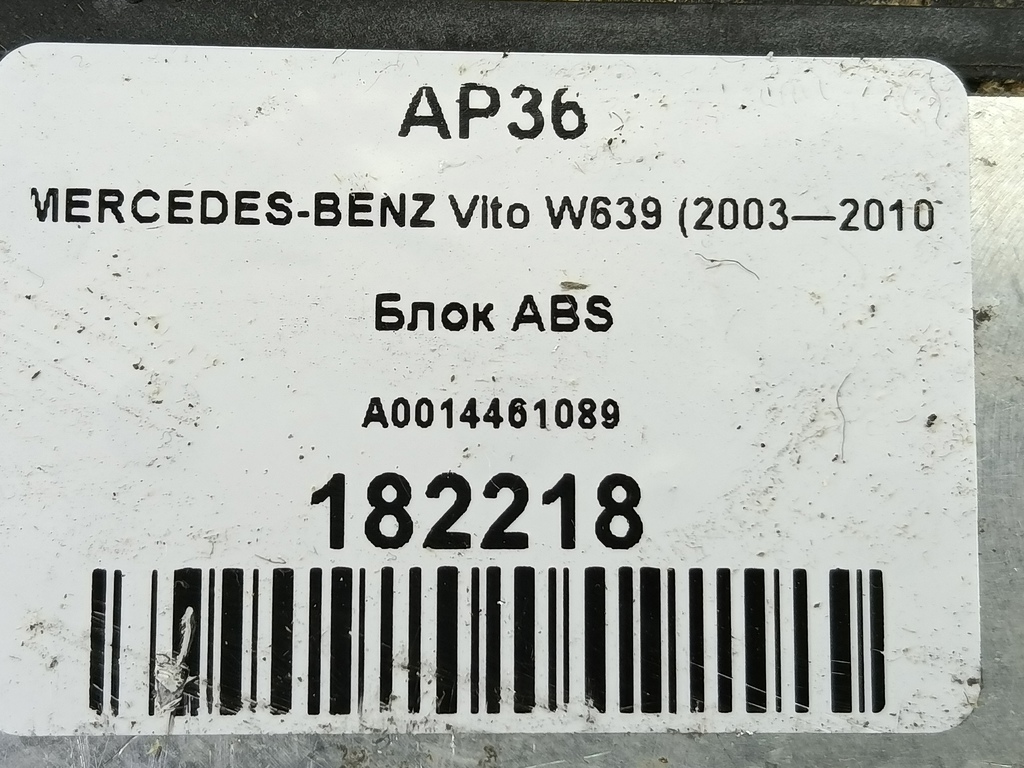 AP36
MERCEDES-BENZ Vito W639 (2003—2010
Блок ABS
A0014461089
182218